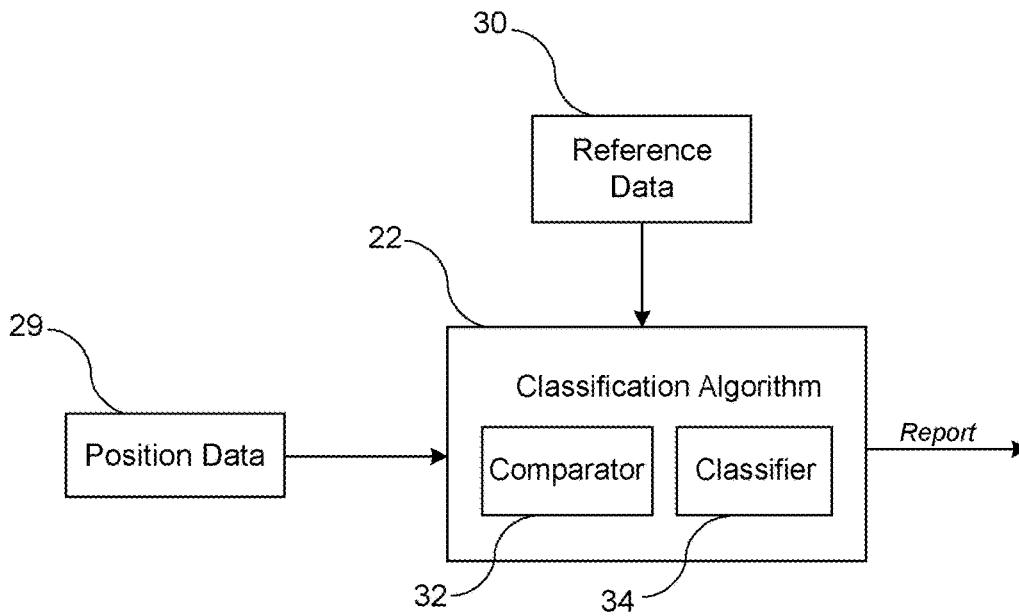 30
Reference
Data
22
29
Classification Algorithm
Position Data
Comparator
Classifier
Report
32
34